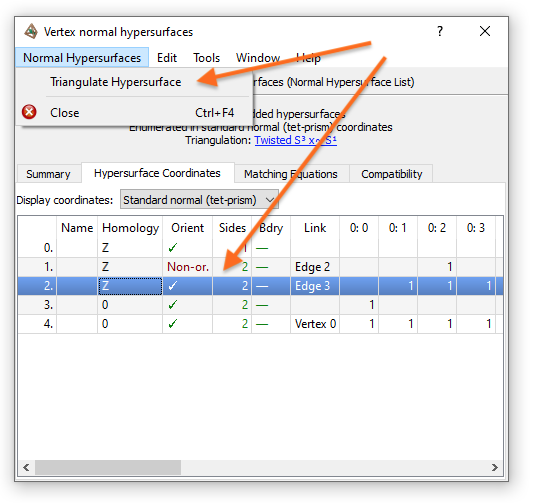 Vertex normal hypersurfaces
?
Normal Hypersurfaces Edit Tools Window Help
Triangulate Hypersurface
Close Ctrl+F4
rfaces (Normal Hypersurface List)
dded hypersurfaces
Enumerated in standard normal (tet-prism) coordinates
Triangulation: Twisted S³ x~ S¹
Summary Hypersurface Coordinates Matching Equations Compatibility
Display coordinates: Standard normal (tet-prism)
Name Homology Orient Sides Bdry Link 0: 0 0: 1 0: 2 0: 3
0. Z ✓ 1 —
1. Z Non-or. 2 — Edge 2 1
2. Z ✓ 2 — Edge 3 1 1 1
3. 0 ✓ 2 — 1
4. 0 ✓ 2 — Vertex 0 1 1 1 1